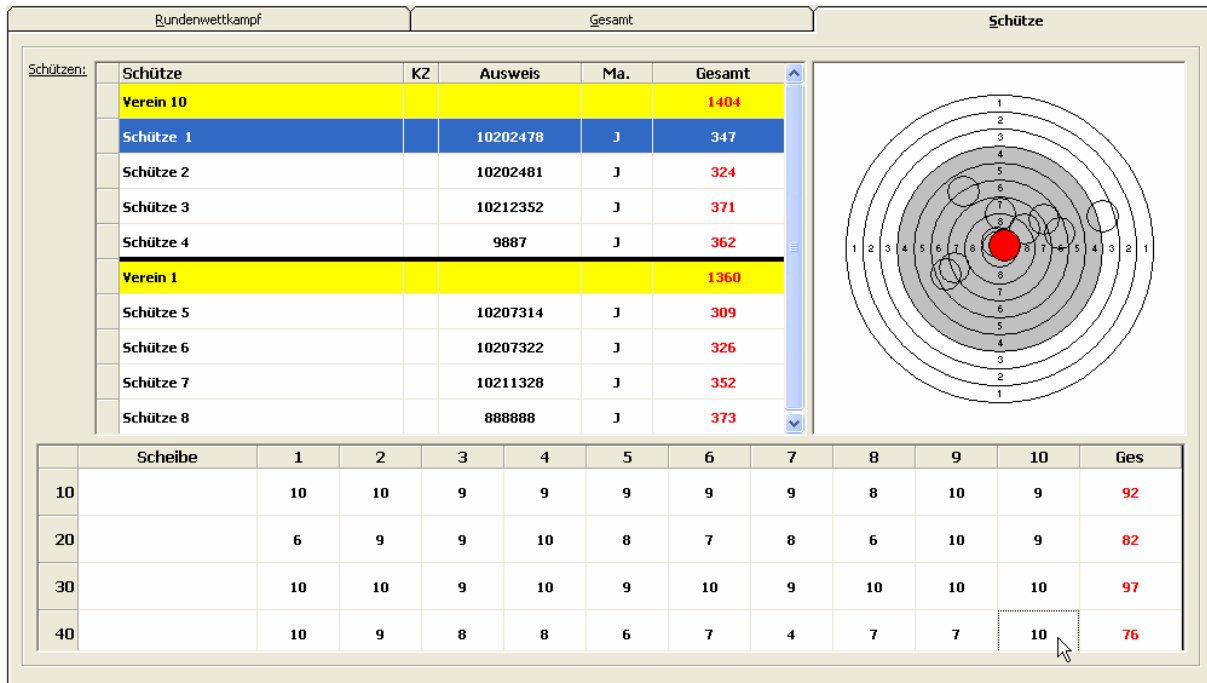 Rundenwettkampf Gesamt Schütze
Schützen:
Schütze KZ Ausweis Ma. Gesamt
Verein 10 1404
Schütze 1 10202478 J 347
Schütze 2 10202481 J 324
Schütze 3 10212352 J 371
Schütze 4 9887 J 362
Verein 1 1360
Schütze 5 10207314 J 309
Schütze 6 10207322 J 326
Schütze 7 10211328 J 352
Schütze 8 888888 J 373
1
2
3
4
5
6
7
8
1 2 3 4 5 6 7 8 8 7 6 5 4 3 2 1
8
7
6
5
4
3
2
1
Scheibe 1 2 3 4 5 6 7 8 9 10 Ges
10 10 10 9 9 9 9 9 8 10 9 92
20 6 9 9 10 8 7 8 6 10 9 82
30 10 10 9 10 9 10 9 10 10 10 97
40 10 9 8 8 6 7 4 7 7 10 76